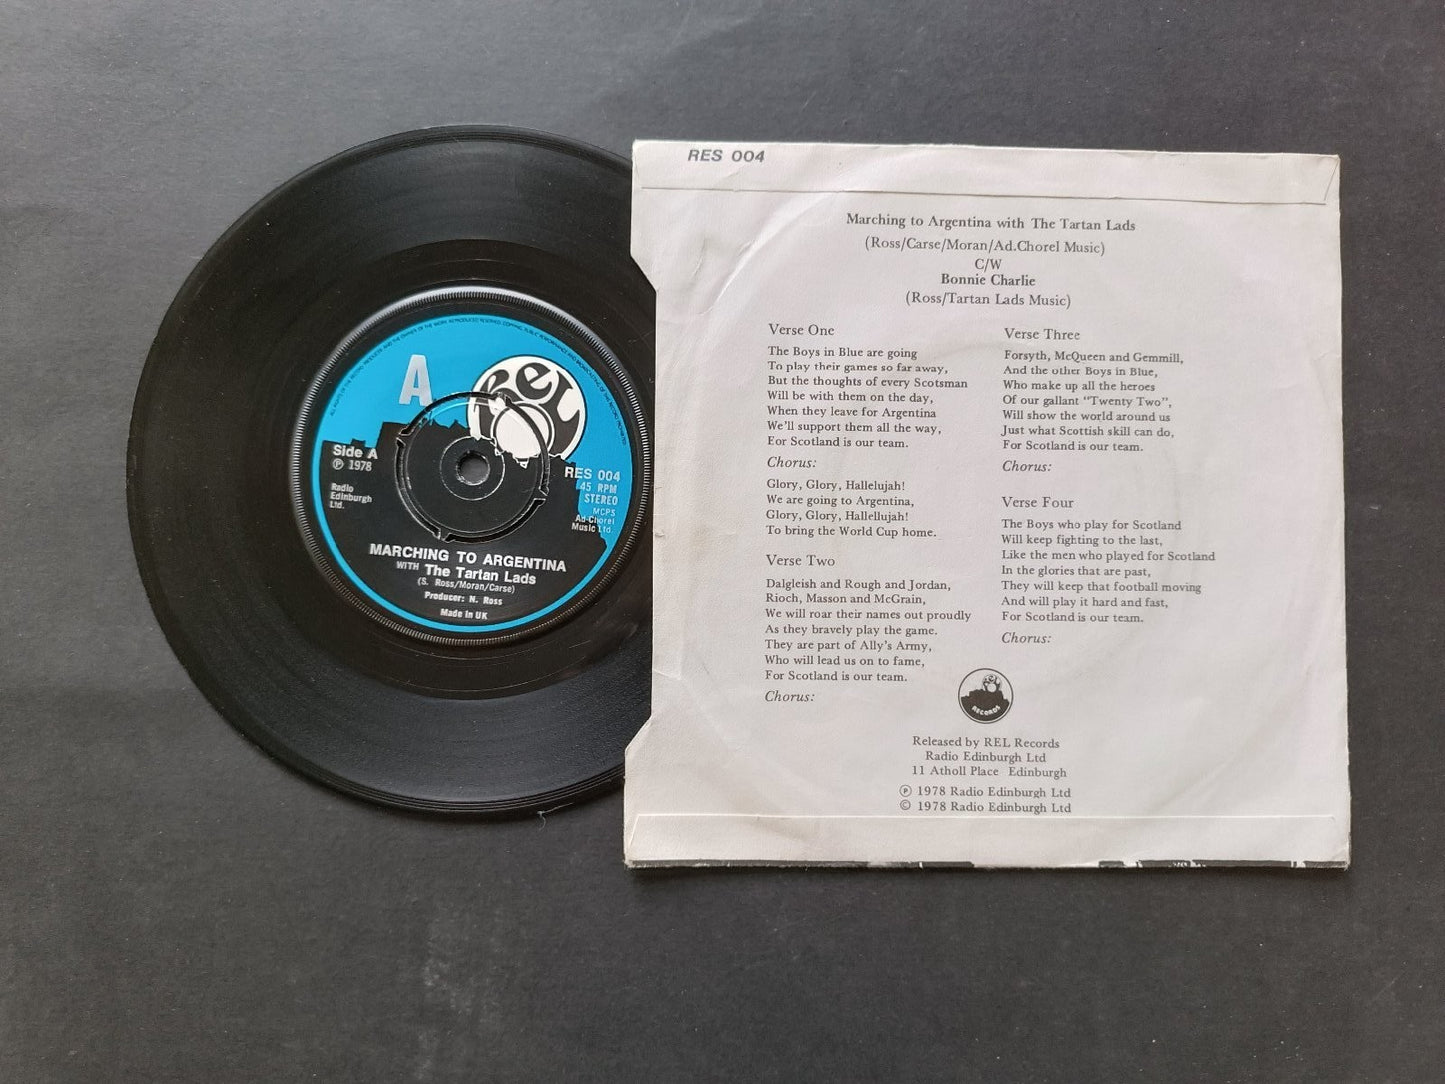 A
REL
Side A
℗ 1978
Radio
Edinburgh
Ltd.
RES 004
45 RPM
STEREO
MCPS
Ad-Chorel
Music Ltd.
MARCHING TO ARGENTINA
WITH The Tartan Lads
(S. Ross/Moran/Carse)
Producer: N. Ross
Made in UK
RES 004
Marching to Argentina with The Tartan Lads
(Ross/Carse/Moran/Ad.Chorel Music)
C/W
Bonnie Charlie
(Ross/Tartan Lads Music)
Verse One
The Boys in Blue are going
To play their games so far away,
But the thoughts of every Scotsman
Will be with them on the day,
When they leave for Argentina
We'll support them all the way,
For Scotland is our team.
Chorus:
Glory, Glory, Hallelujah!
We are going to Argentina,
Glory, Glory, Hallellujah!
To bring the World Cup home.
Verse Two
Dalgleish and Rough and Jordan,
Rioch, Masson and McGrain,
We will roar their names out proudly
As they bravely play the game.
They are part of Ally's Army,
Who will lead us on to fame,
For Scotland is our team.
Chorus:
Verse Three
Forsyth, McQueen and Gemmill,
And the other Boys in Blue,
Who make up all the heroes
Of our gallant "Twenty Two",
Will show the world around us
Just what Scottish skill can do,
For Scotland is our team.
Chorus:
Verse Four
The Boys who play for Scotland
Will keep fighting to the last,
Like the men who played for Scotland
In the glories that are past,
They will keep that football moving
And will play it hard and fast,
For Scotland is our team.
Chorus:
REL
RECORDS
Released by REL Records
Radio Edinburgh Ltd
11 Atholl Place Edinburgh
℗ 1978 Radio Edinburgh Ltd
© 1978 Radio Edinburgh Ltd